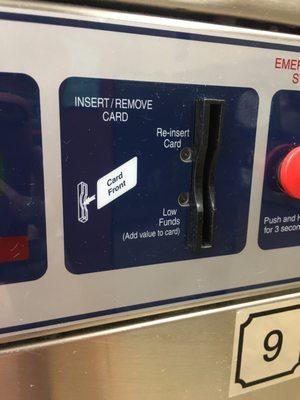 INSERT / REMOVE
CARD
Re-insert
Card
Card
Front
Low
Funds
(Add value to card)
EMER
S
Push and H
for 3 secon
9